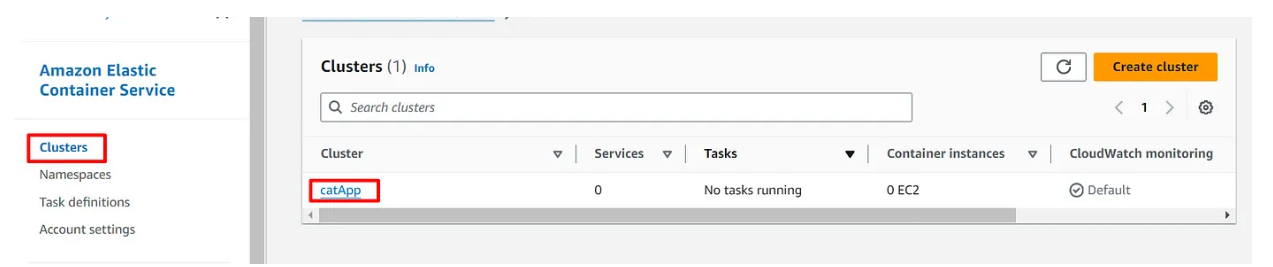 Amazon Elastic
Container Service
Clusters
Namespaces
Task definitions
Account settings
Clusters (1) Info
Create cluster
Search clusters
1
Cluster Services Tasks Container instances CloudWatch monitoring
catApp 0 No tasks running 0 EC2 Default